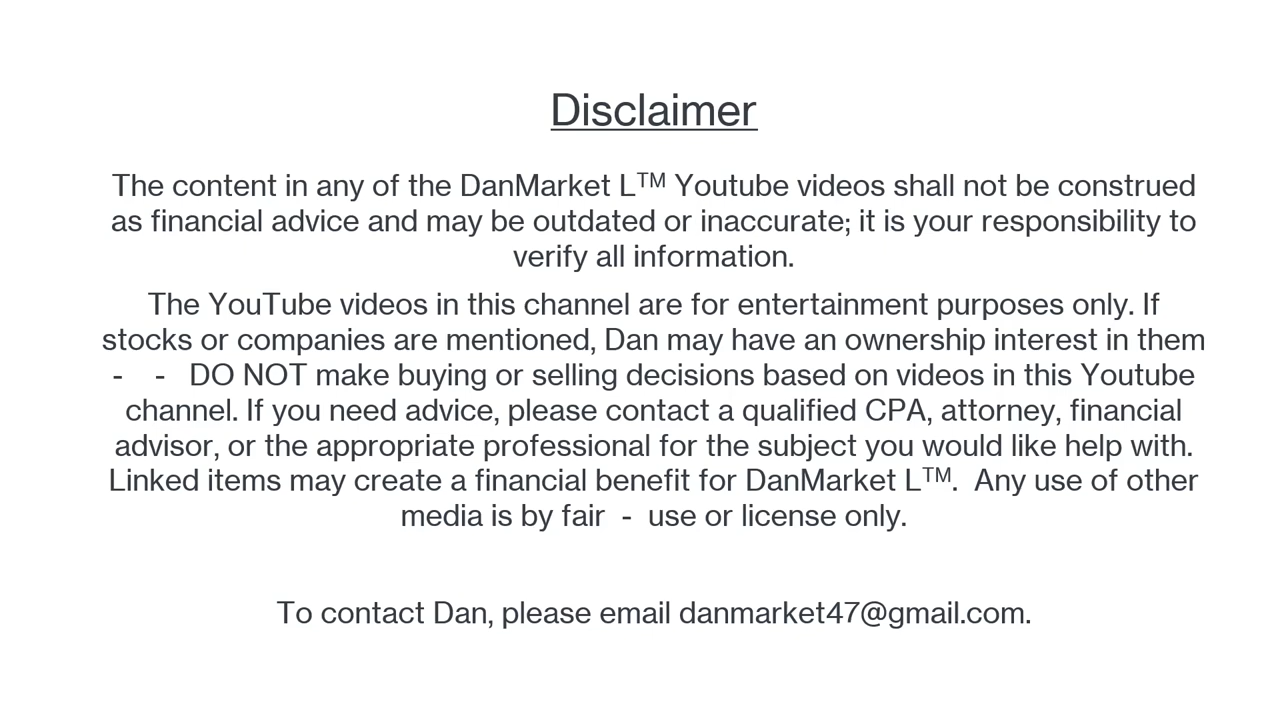 Disclaimer
The content in any of the DanMarket L™ Youtube videos shall not be construed
as financial advice and may be outdated or inaccurate; it is your responsibility to
verify all information.
The YouTube videos in this channel are for entertainment purposes only. If
stocks or companies are mentioned, Dan may have an ownership interest in them
- - DO NOT make buying or selling decisions based on videos in this Youtube
channel. If you need advice, please contact a qualified CPA, attorney, financial
advisor, or the appropriate professional for the subject you would like help with.
Linked items may create a financial benefit for DanMarket L™. Any use of other
media is by fair - use or license only.
To contact Dan, please email danmarket47@gmail.com.